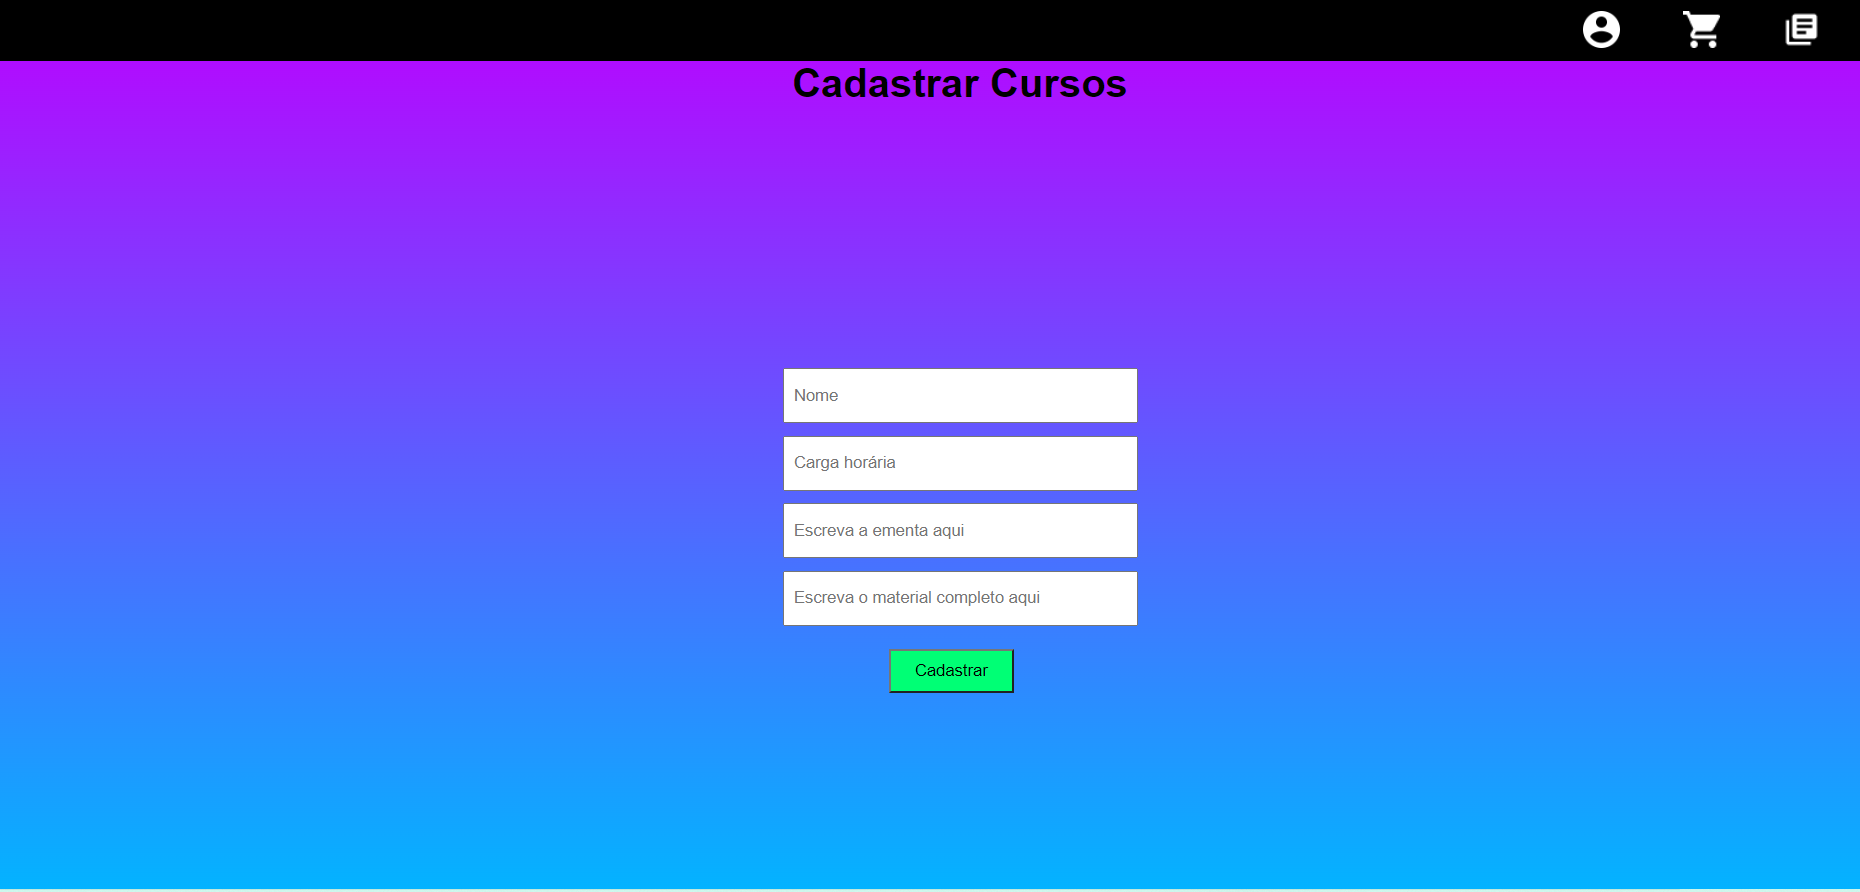 Cadastrar Cursos
Nome
Carga horária
Escreva a ementa aqui
Escreva o material completo aqui
Cadastrar